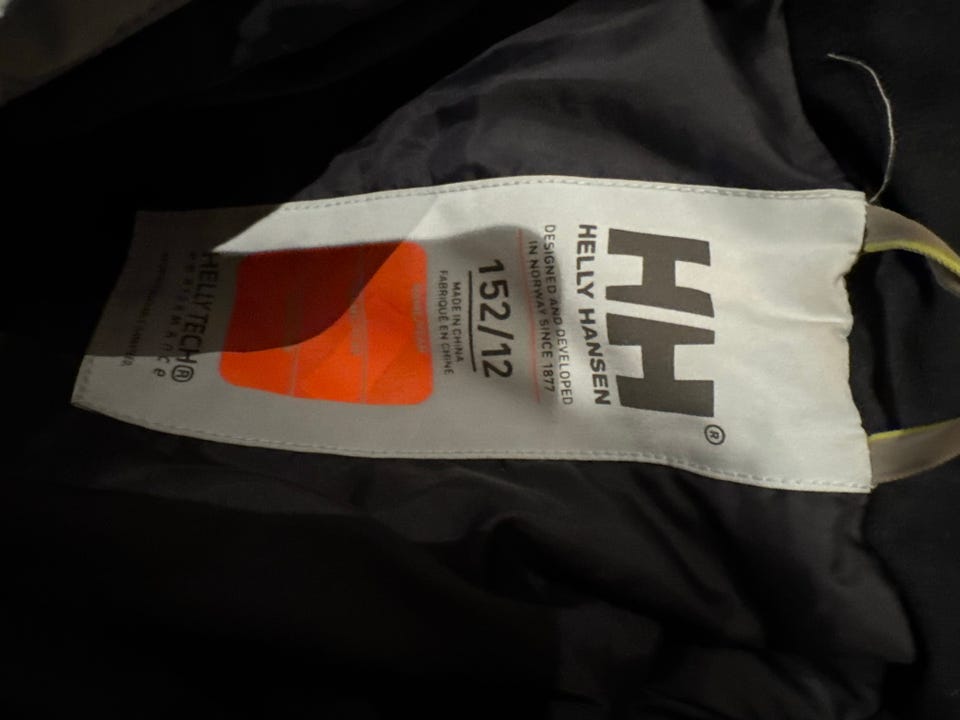 HH®
HELLY HANSEN
DESIGNED AND DEVELOPED
IN NORWAY SINCE 1877
152/12
MADE IN CHINA
FABRIQUÉ EN CHINE
HELLY TECH®
PERFORMANCE